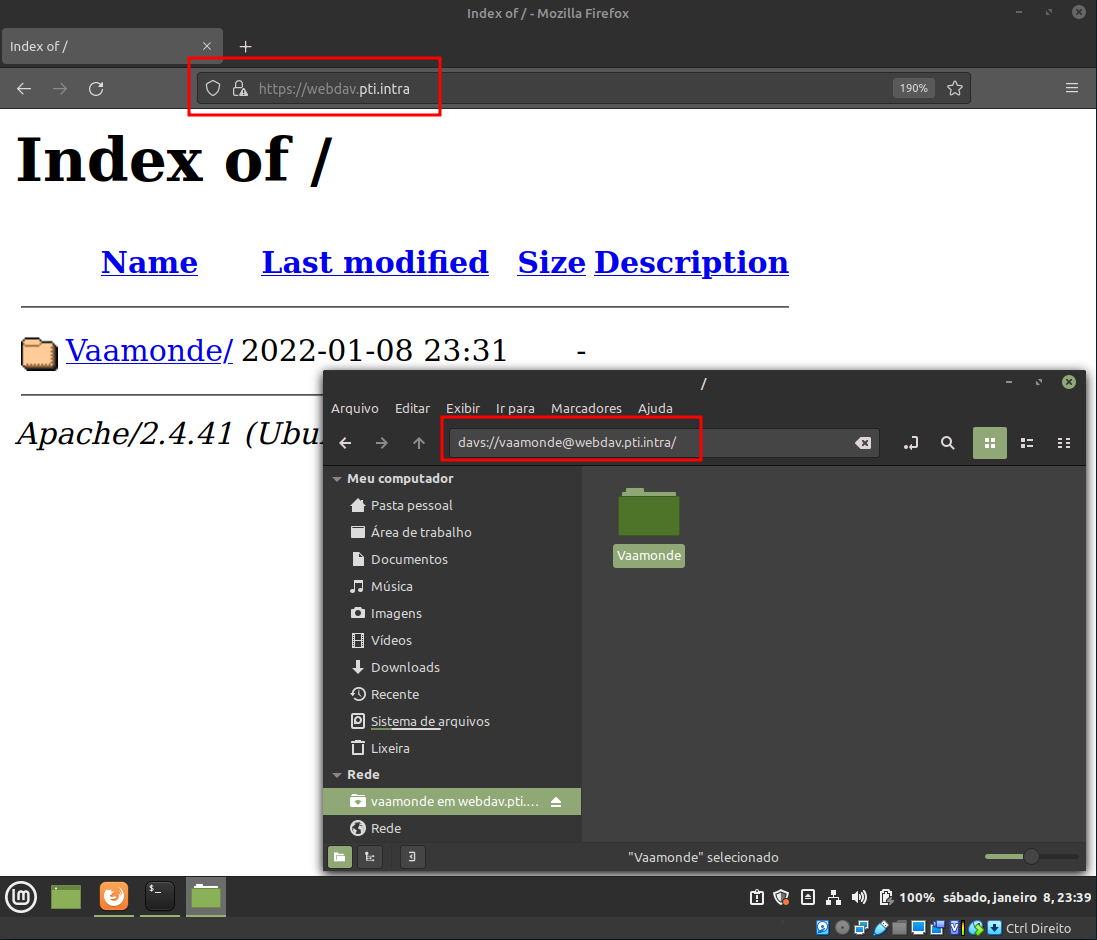 Index of / - Mozilla Firefox
Index of /
https://webdav.pti.intra
190%
Index of /
Name Last modified Size Description
Vaamonde/ 2022-01-08 23:31 -
Apache/2.4.41
/
Arquivo Editar Exibir Ir para Marcadores Ajuda
davs://vaamonde@webdav.pti.intra/
Meu computador
Pasta pessoal
Área de trabalho
Documentos
Música
Imagens
Vídeos
Downloads
Recente
Sistema de arquivos
Lixeira
Rede
vaamonde em webdav.pti....
Rede
Vaamonde
"Vaamonde" selecionado
100% sábado, janeiro 8, 23:39
Ctrl Direito